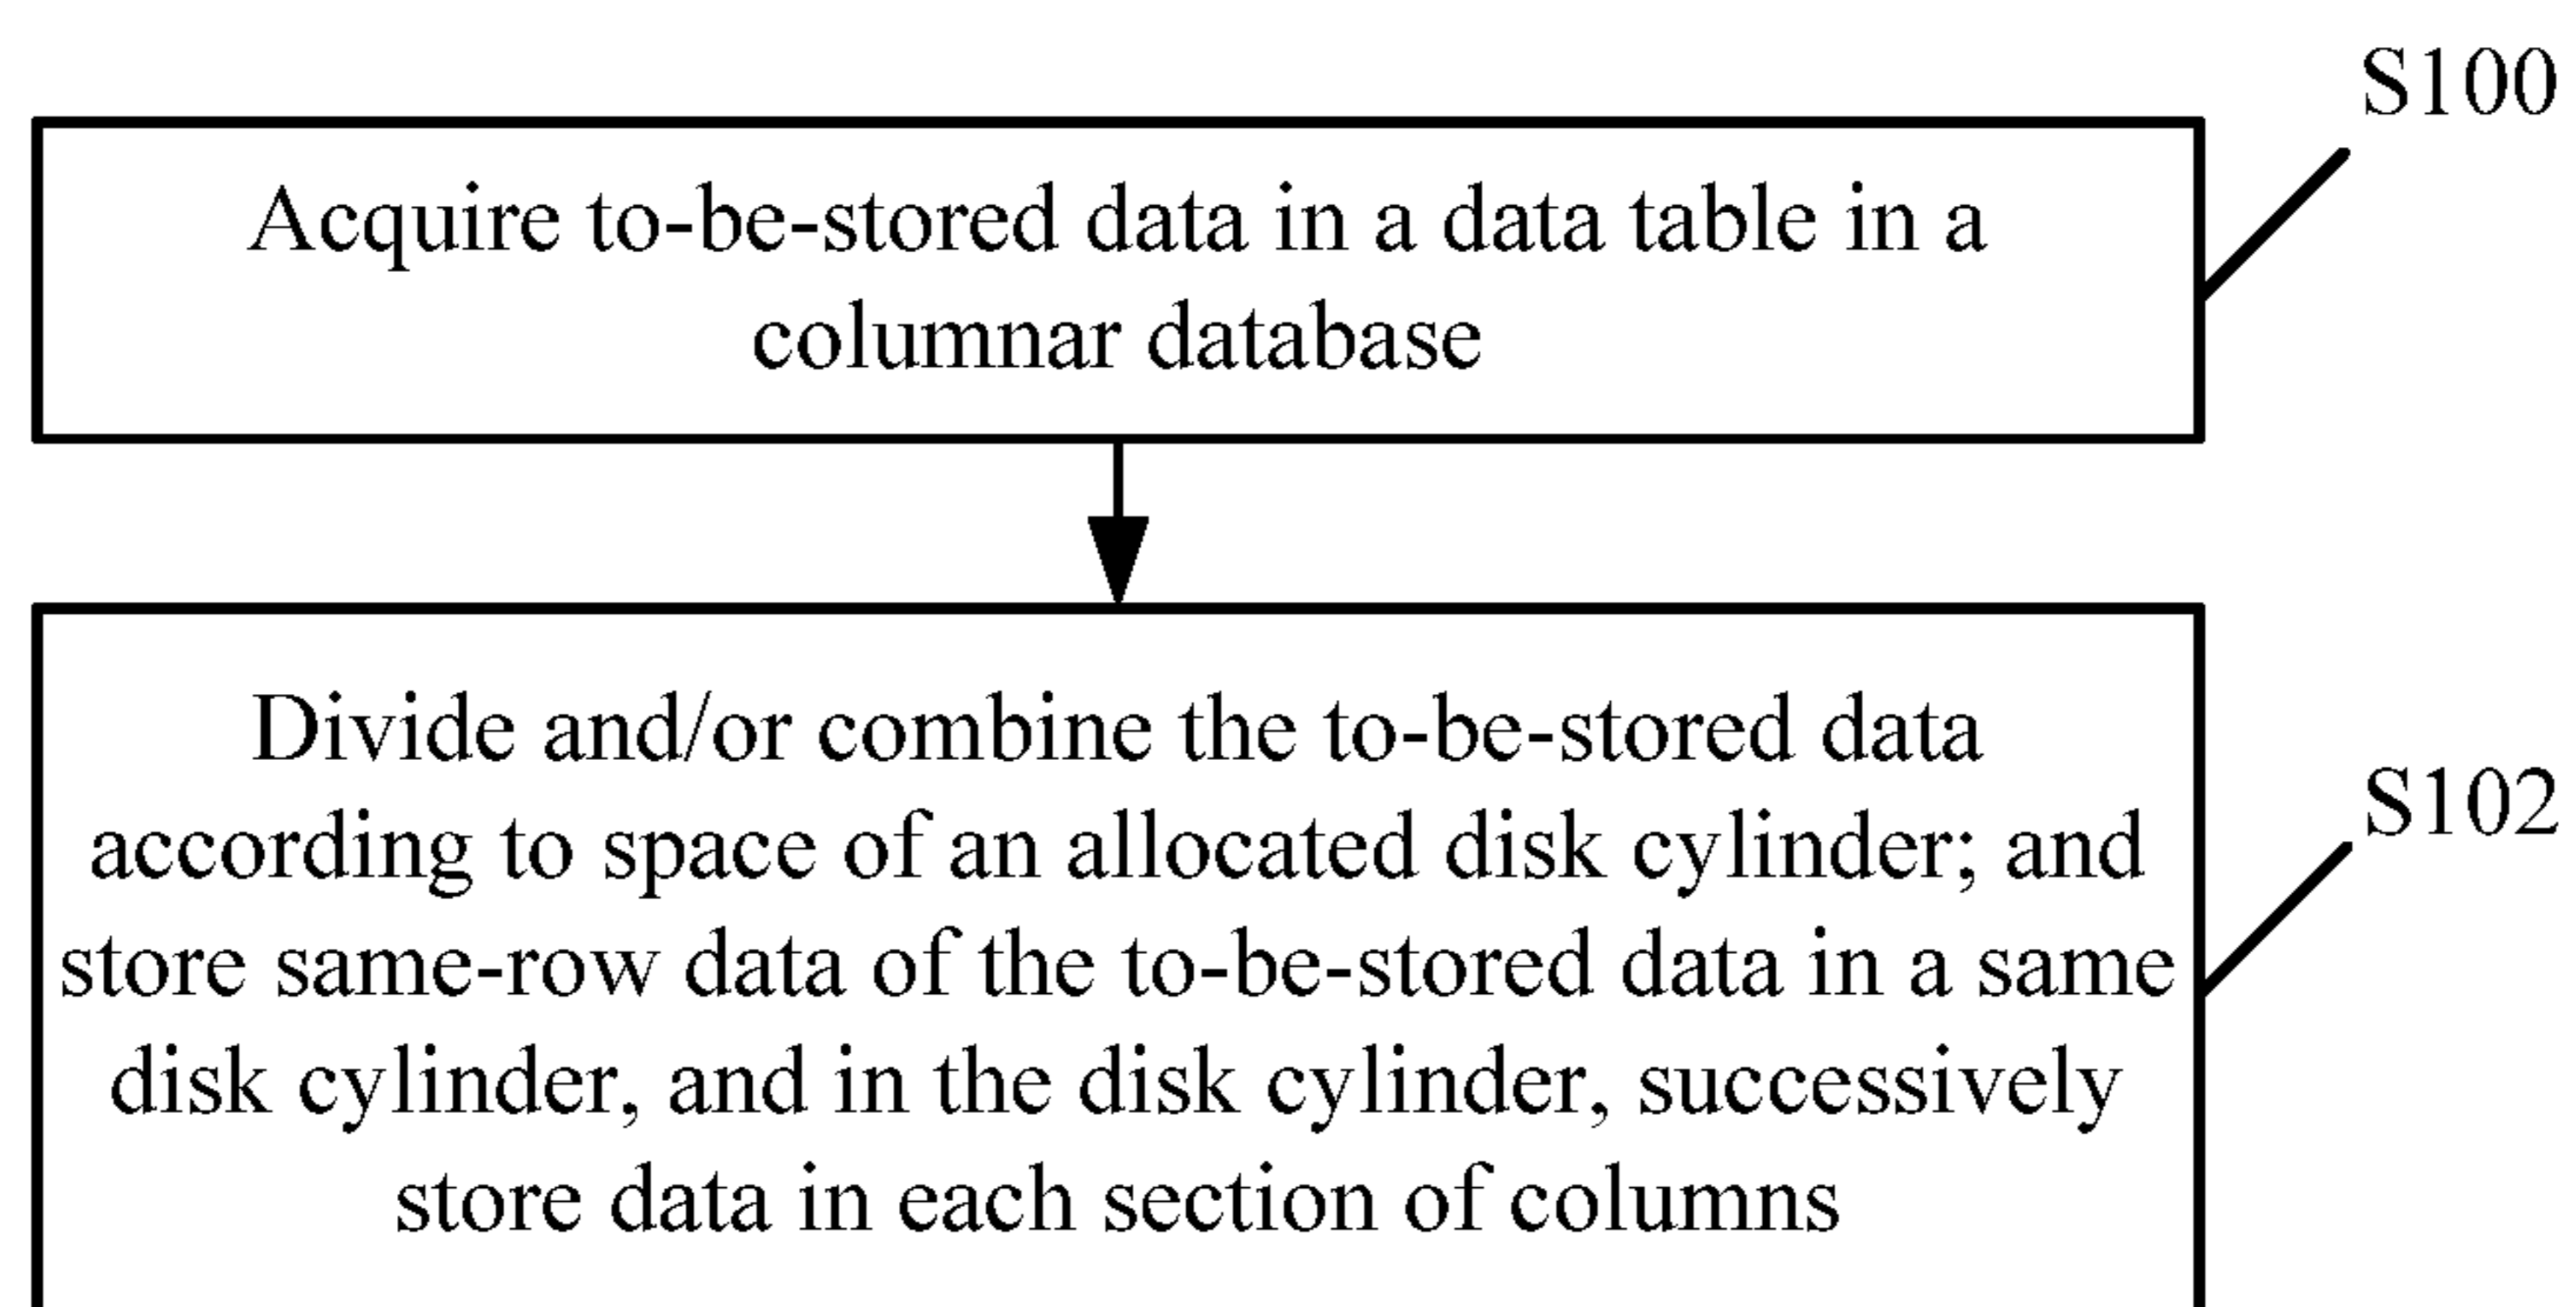 S100
Acquire to-be-stored data in a data table in a
columnar database
Divide and/or combine the to-be-stored data
according to space of an allocated disk cylinder; and
store same-row data of the to-be-stored data in a same
disk cylinder, and in the disk cylinder, successively
store data in each section of columns
S102